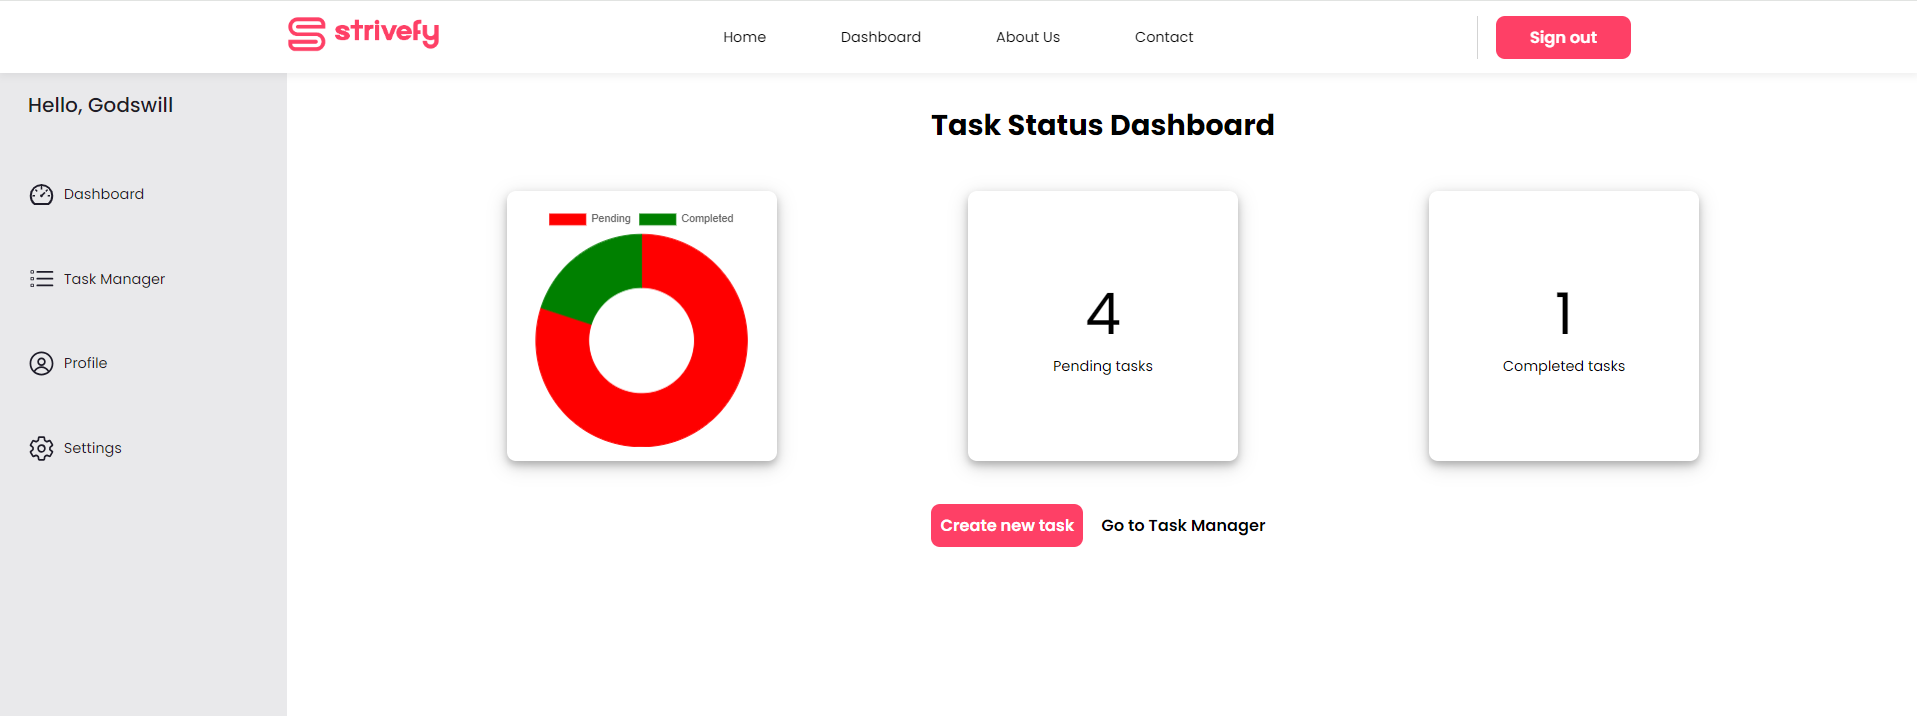 strivefy
Home Dashboard About Us Contact
Sign out
Hello, Godswill
Dashboard
Task Manager
Profile
Settings
Task Status Dashboard
Pending Completed
4
Pending tasks
1
Completed tasks
Create new task Go to Task Manager